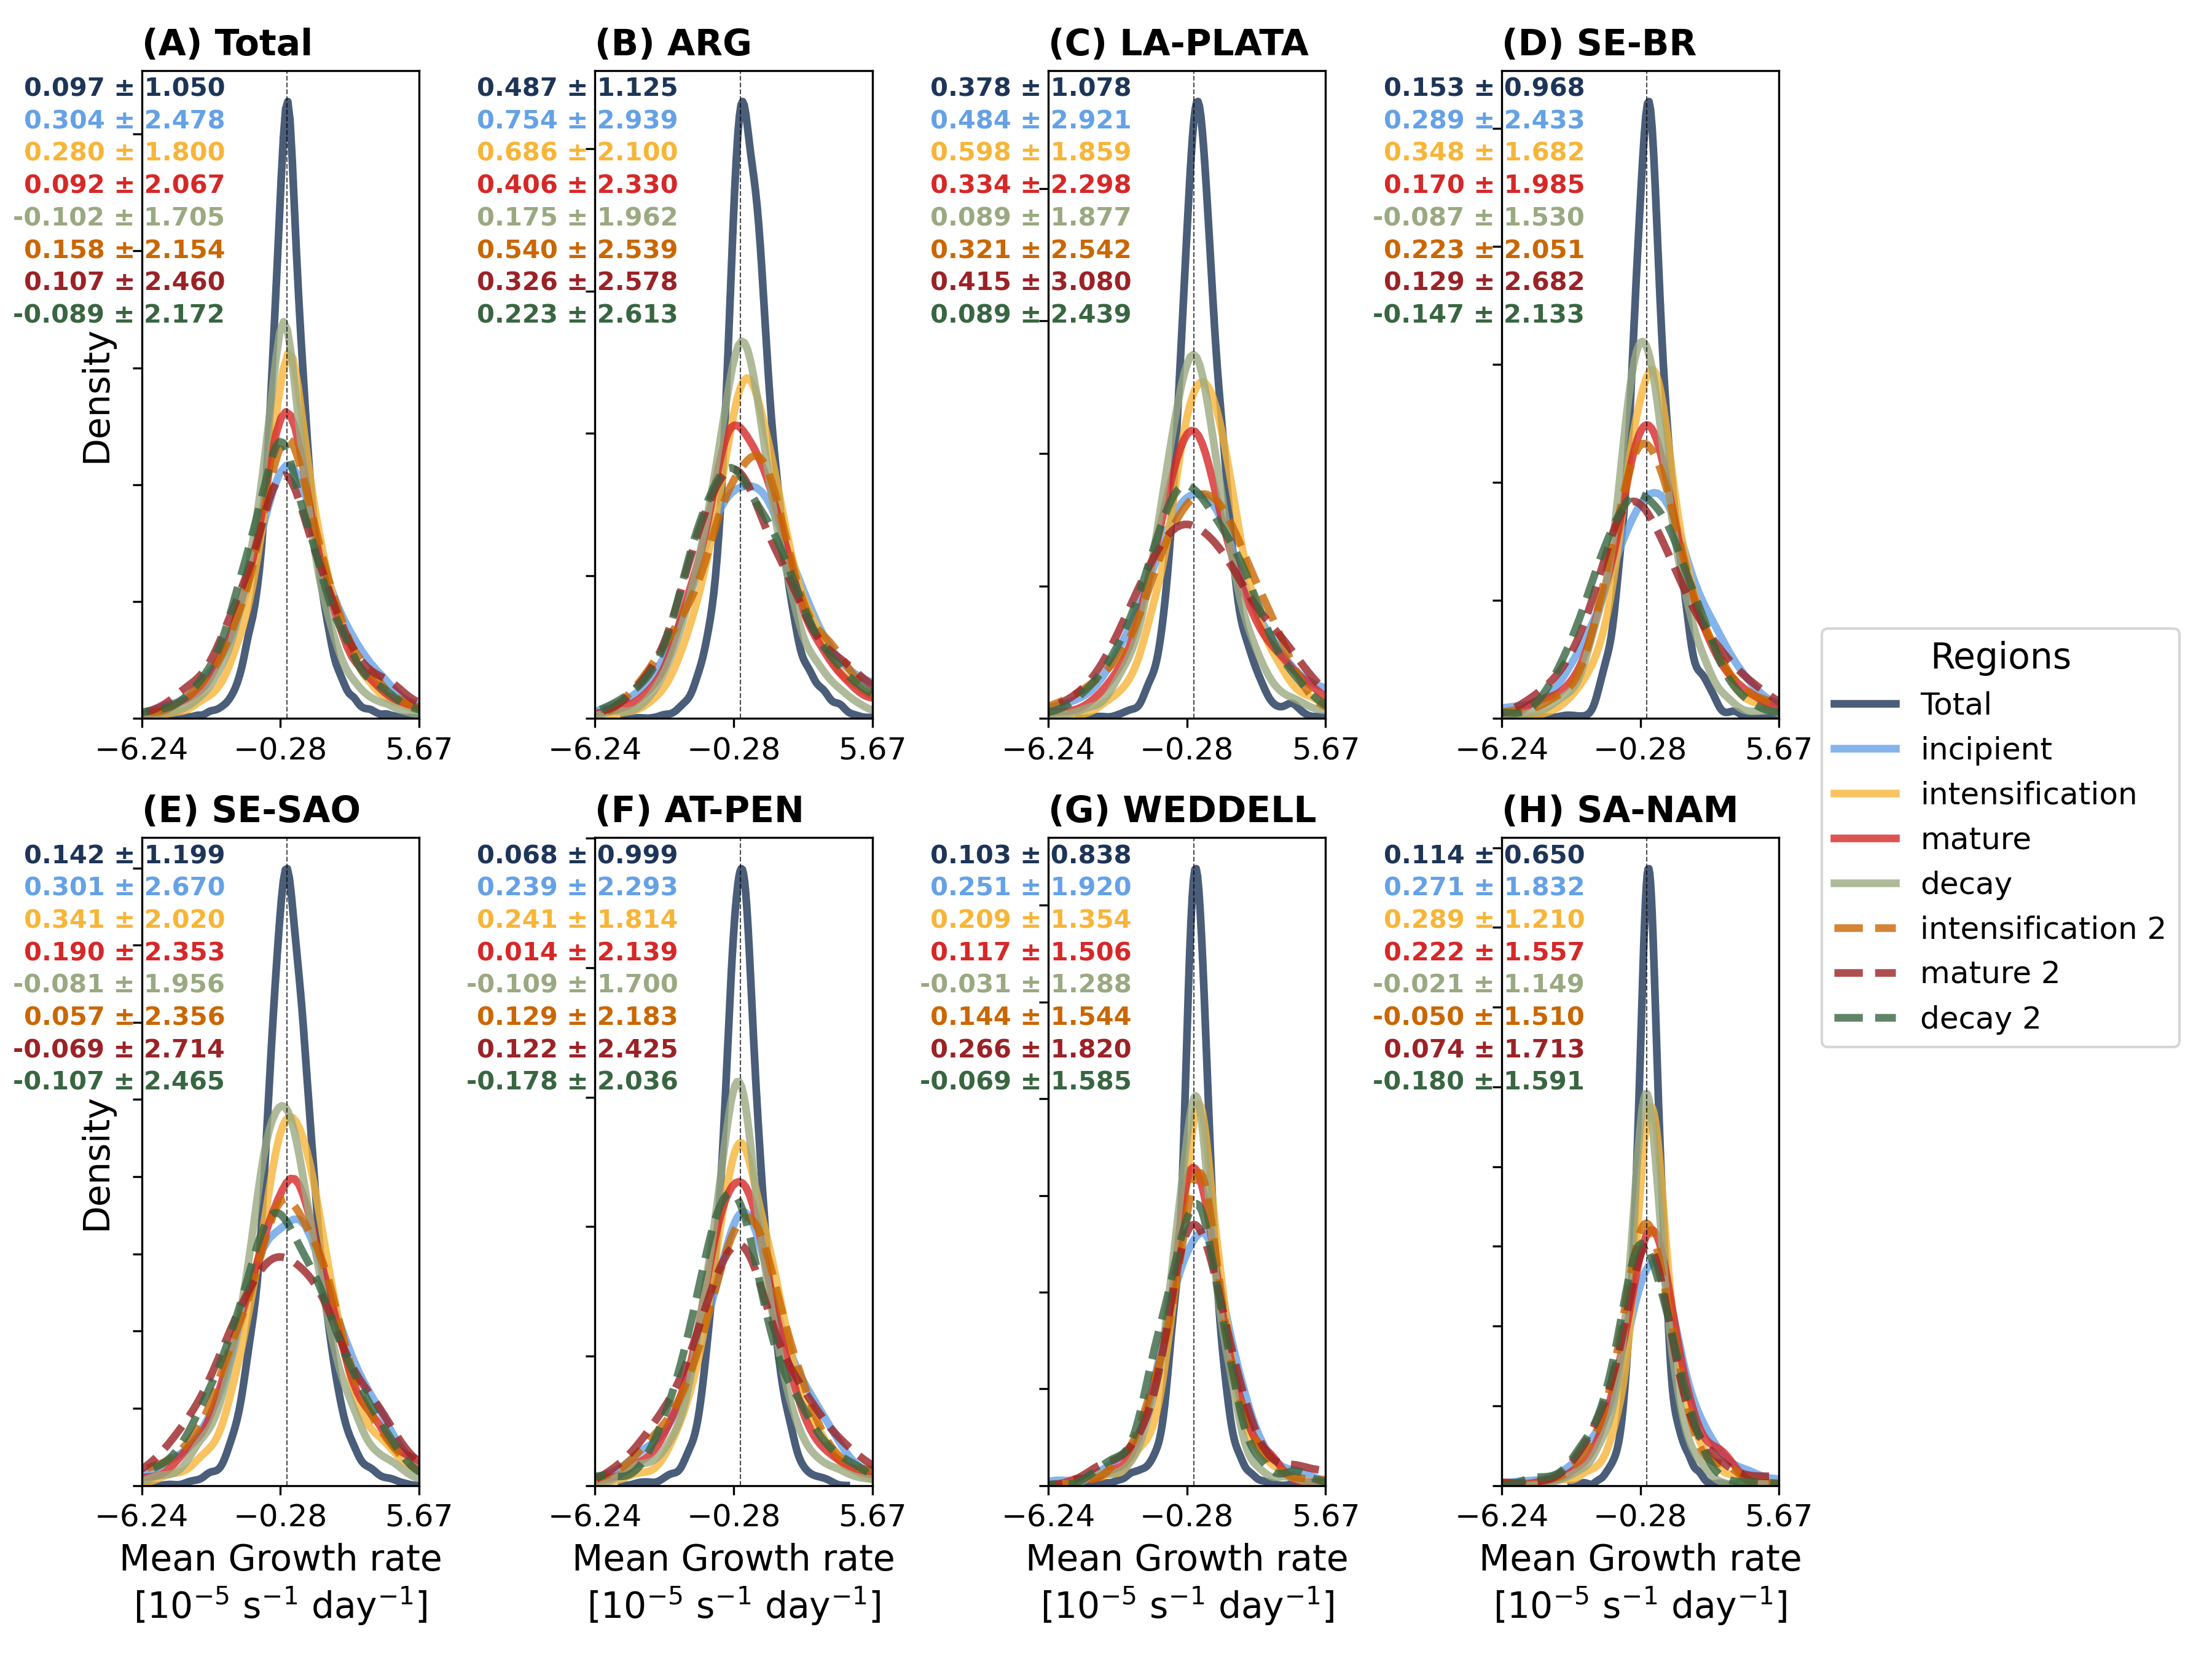 (A) Total
0.097 ± 1.050
0.304 ± 2.478
0.280 ± 1.800
0.092 ± 2.067
-0.102 ± 1.705
0.158 ± 2.154
0.107 ± 2.460
-0.089 ± 2.172
Density
−6.24 −0.28 5.67
(B) ARG
0.487 ± 1.125
0.754 ± 2.939
0.686 ± 2.100
0.406 ± 2.330
0.175 ± 1.962
0.540 ± 2.539
0.326 ± 2.578
0.223 ± 2.613
−6.24 −0.28 5.67
(C) LA-PLATA
0.378 ± 1.078
0.484 ± 2.921
0.598 ± 1.859
0.334 ± 2.298
0.089 ± 1.877
0.321 ± 2.542
0.415 ± 3.080
0.089 ± 2.439
−6.24 −0.28 5.67
(D) SE-BR
0.153 ± 0.968
0.289 ± 2.433
0.348 ± 1.682
0.170 ± 1.985
-0.087 ± 1.530
0.223 ± 2.051
0.129 ± 2.682
-0.147 ± 2.133
−6.24 −0.28 5.67
(E) SE-SAO
0.142 ± 1.199
0.301 ± 2.670
0.341 ± 2.020
0.190 ± 2.353
-0.081 ± 1.956
0.057 ± 2.356
-0.069 ± 2.714
-0.107 ± 2.465
Density
−6.24 −0.28 5.67
Mean Growth rate
[10⁻⁵ s⁻¹ day⁻¹]
(F) AT-PEN
0.068 ± 0.999
0.239 ± 2.293
0.241 ± 1.814
0.014 ± 2.139
-0.109 ± 1.700
0.129 ± 2.183
0.122 ± 2.425
-0.178 ± 2.036
−6.24 −0.28 5.67
Mean Growth rate
[10⁻⁵ s⁻¹ day⁻¹]
(G) WEDDELL
0.103 ± 0.838
0.251 ± 1.920
0.209 ± 1.354
0.117 ± 1.506
-0.031 ± 1.288
0.144 ± 1.544
0.266 ± 1.820
-0.069 ± 1.585
−6.24 −0.28 5.67
Mean Growth rate
[10⁻⁵ s⁻¹ day⁻¹]
(H) SA-NAM
0.114 ± 0.650
0.271 ± 1.832
0.289 ± 1.210
0.222 ± 1.557
-0.021 ± 1.149
-0.050 ± 1.510
0.074 ± 1.713
-0.180 ± 1.591
−6.24 −0.28 5.67
Mean Growth rate
[10⁻⁵ s⁻¹ day⁻¹]
Regions
Total
incipient
intensification
mature
decay
intensification 2
mature 2
decay 2